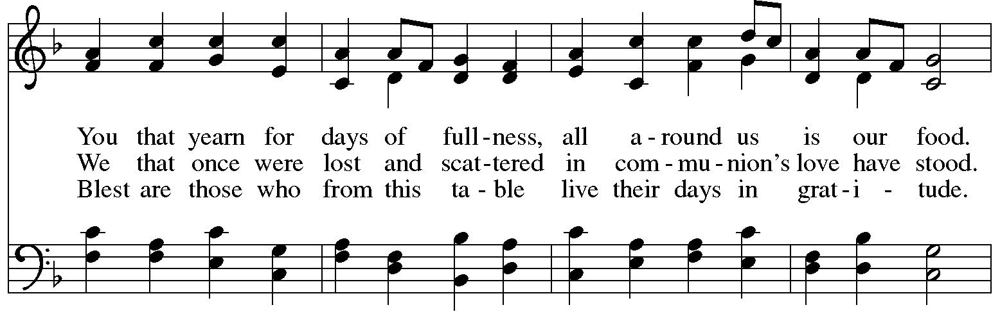 You that yearn for days of full-ness, all a-round us is our food.
We that once were lost and scat-tered in com-mu-nion's love have stood.
Blest are those who from this ta-ble live their days in grat-i-tude.